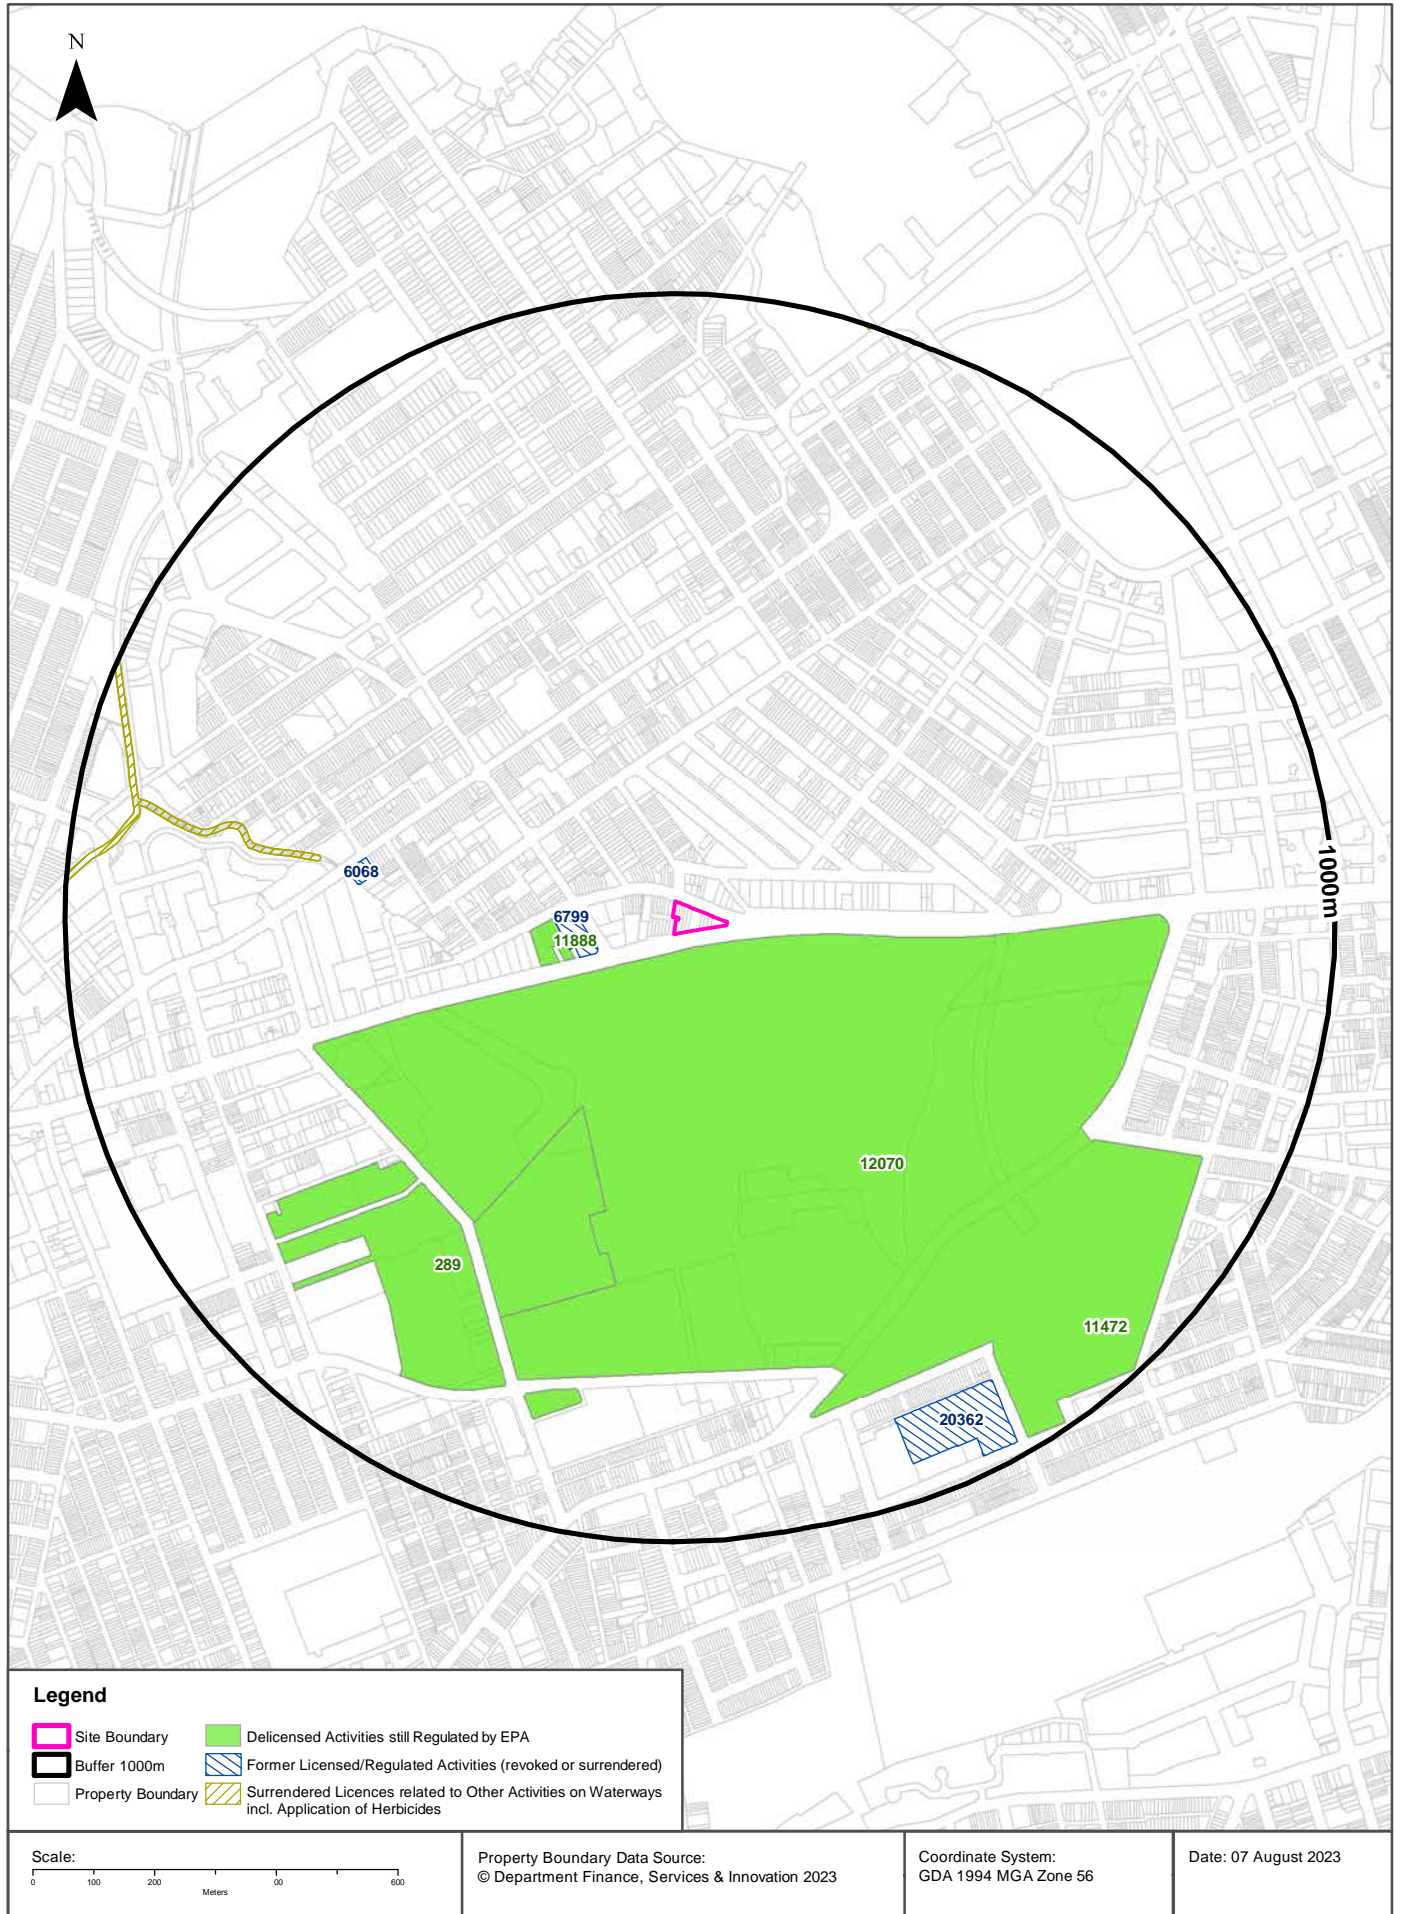 N
1000m
6068
6799
11888
12070
289
11472
20362
Legend
Site Boundary
Buffer 1000m
Property Boundary
Delicensed Activities still Regulated by EPA
Former Licensed/Regulated Activities (revoked or surrendered)
Surrendered Licences related to Other Activities on Waterways
incl. Application of Herbicides
Scale:
0 100 200 00 600
Meters
Property Boundary Data Source:
© Department Finance, Services & Innovation 2023
Coordinate System:
GDA 1994 MGA Zone 56
Date: 07 August 2023